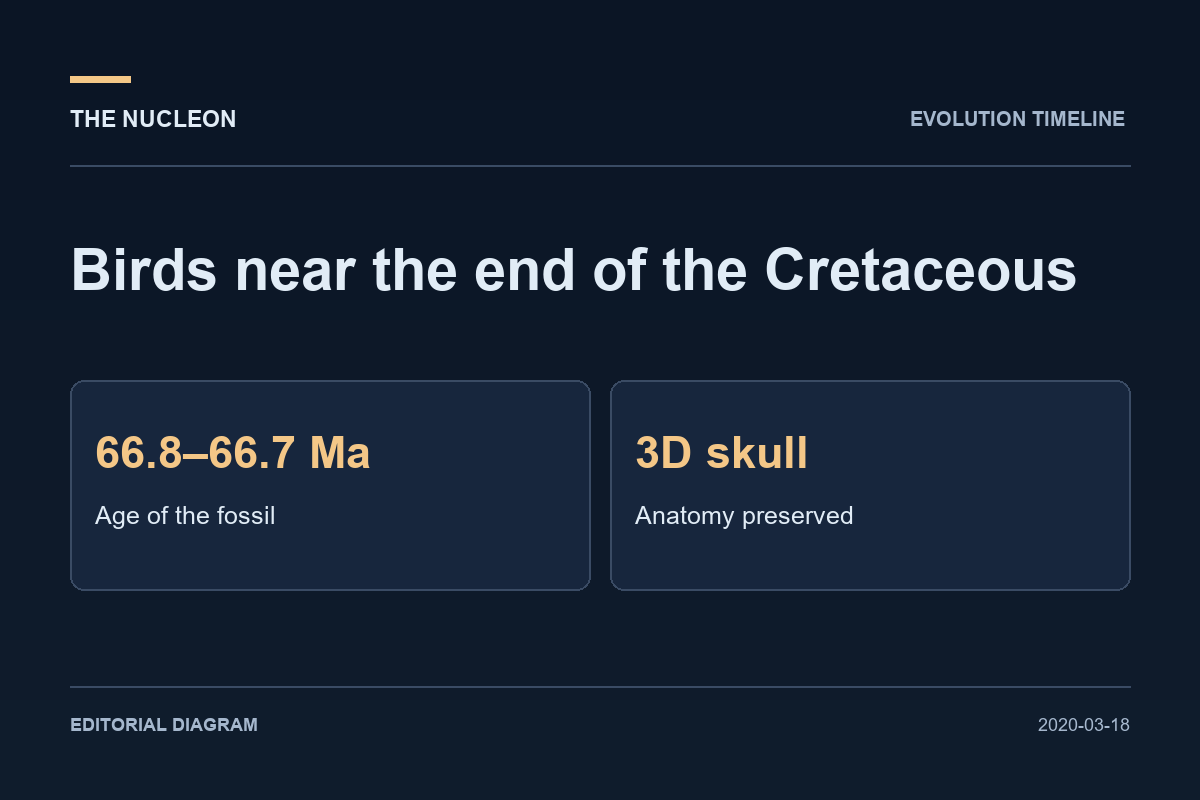 THE NUCLEON
EVOLUTION TIMELINE
Birds near the end of the Cretaceous
66.8–66.7 Ma
Age of the fossil
3D skull
Anatomy preserved
EDITORIAL DIAGRAM
2020-03-18